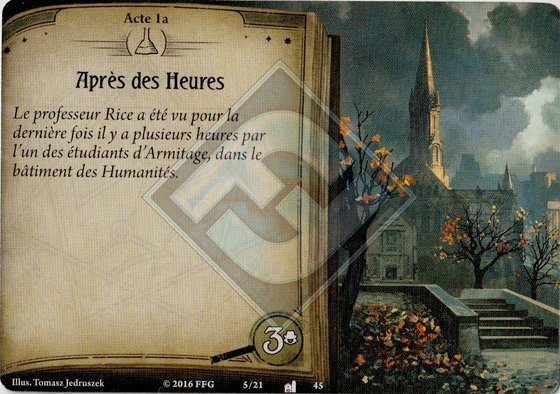 Acte 1a
Après des Heures
Le professeur Rice a été vu pour la
dernière fois il y a plusieurs heures par
l'un des étudiants d'Armitage, dans le
bâtiment des Humanités.
3
Illus. Tomasz Jedruszek © 2016 FFG 5/21 45